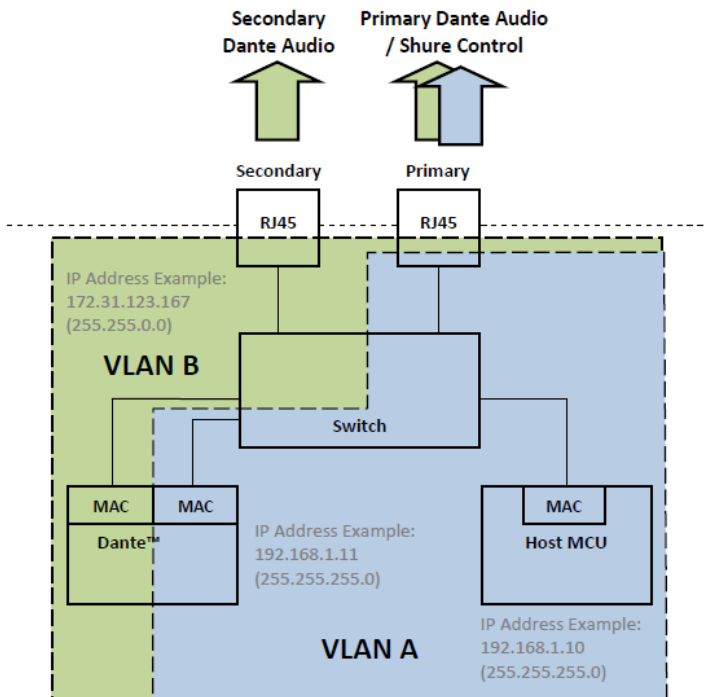 Secondary
Dante Audio
Primary Dante Audio
/ Shure Control
Secondary
Primary
RJ45
RJ45
IP Address Example:
172.31.123.167
(255.255.0.0)
VLAN B
Switch
MAC
MAC
Dante™
IP Address Example:
192.168.1.11
(255.255.255.0)
MAC
Host MCU
VLAN A
IP Address Example:
192.168.1.10
(255.255.255.0)